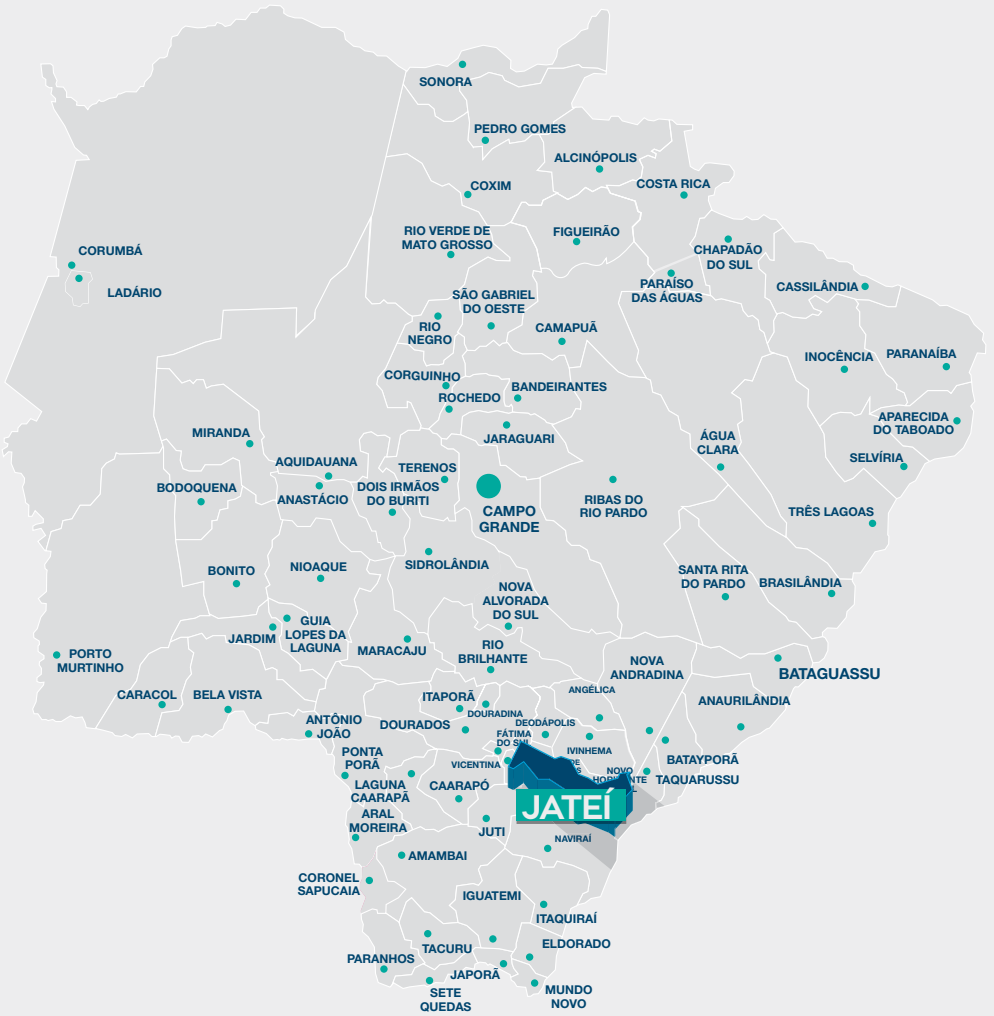 SONORA
PEDRO GOMES
ALCINÓPOLIS
COXIM
COSTA RICA
RIO VERDE DE
MATO GROSSO
FIGUEIRÃO
CHAPADÃO
DO SUL
CORUMBÁ
LADÁRIO
PARAÍSO
DAS ÁGUAS
CASSILÂNDIA
SÃO GABRIEL
DO OESTE
RIO
NEGRO
CAMAPUÃ
INOCÊNCIA
PARANAÍBA
CORGUINHO
ROCHEDO
BANDEIRANTES
APARECIDA
DO TABOADO
MIRANDA
JARAGUARI
ÁGUA
CLARA
SELVÍRIA
AQUIDAUANA
TERENOS
BODOQUENA
ANASTÁCIO
DOIS IRMÃOS
DO BURITI
CAMPO
GRANDE
RIBAS DO
RIO PARDO
TRÊS LAGOAS
BONITO
NIOAQUE
SIDROLÂNDIA
SANTA RITA
DO PARDO
BRASILÂNDIA
NOVA
ALVORADA
DO SUL
JARDIM
GUIA
LOPES DA
LAGUNA
MARACAJU
RIO
BRILHANTE
PORTO
MURTINHO
NOVA
ANDRADINA
BATAGUASSU
CARACOL
BELA VISTA
ITAPORÃ
ANGÉLICA
ANAURILÂNDIA
DOURADINA
ANTÔNIO
JOÃO
DOURADOS
DEODÁPOLIS
FÁTIMA
DO SUL
IVINHEMA
BATAYPORÃ
PONTA
PORÃ
VICENTINA
DE
NOVO
TAQUARUSSU
LAGUNA
CAARAPÃ
CAARAPÓ
JATEÍ
ARAL
MOREIRA
JUTI
NAVIRAÍ
AMAMBAI
CORONEL
SAPUCAIA
IGUATEMI
ITAQUIRAÍ
TACURU
ELDORADO
PARANHOS
JAPORÃ
SETE
QUEDAS
MUNDO
NOVO